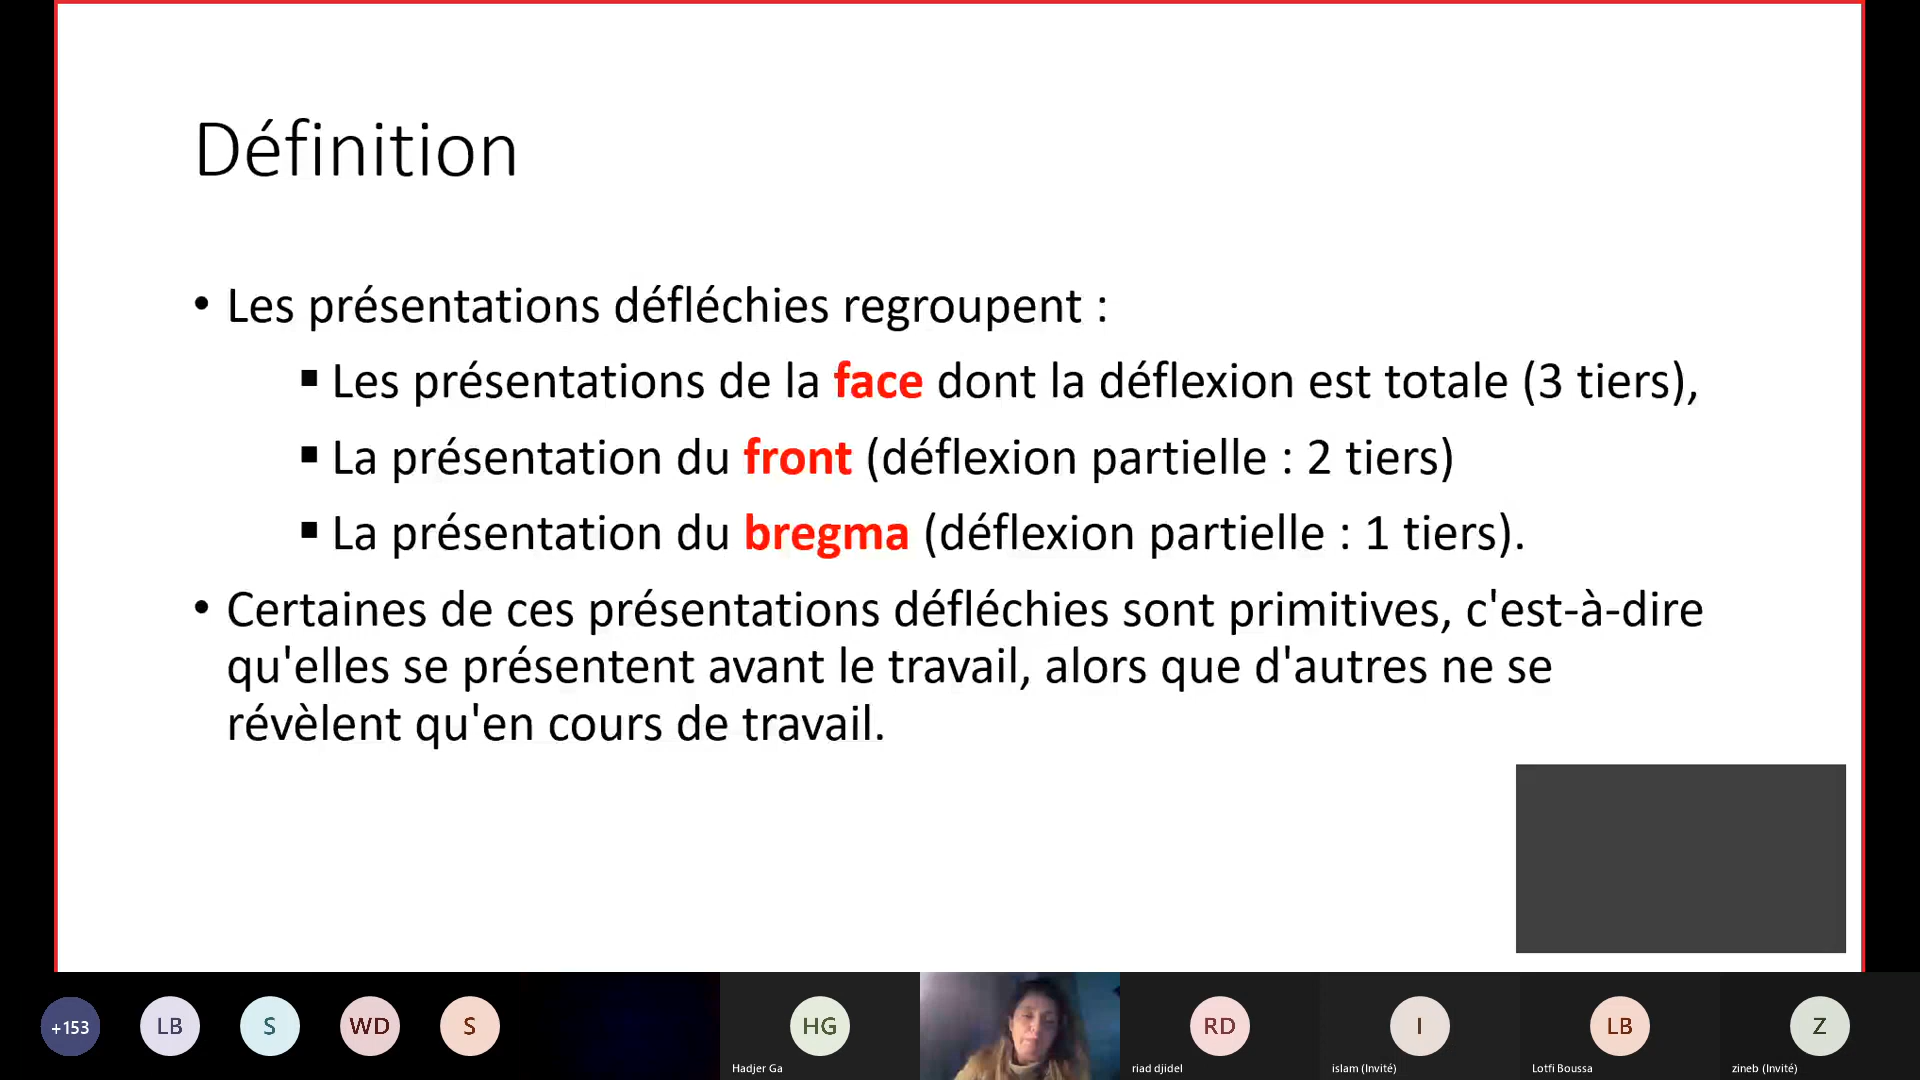 Définition
• Les présentations défléchies regroupent :
▪ Les présentations de la face dont la déflexion est totale (3 tiers),
▪ La présentation du front (déflexion partielle : 2 tiers)
▪ La présentation du bregma (déflexion partielle : 1 tiers).
• Certaines de ces présentations défléchies sont primitives, c'est-à-dire
qu'elles se présentent avant le travail, alors que d'autres ne se
révèlent qu'en cours de travail.
+153 LB S WD S HG RD I LB Z
Hadjer Ga riad djidel islam (Invité) Lotfi Boussa zineb (Invité)